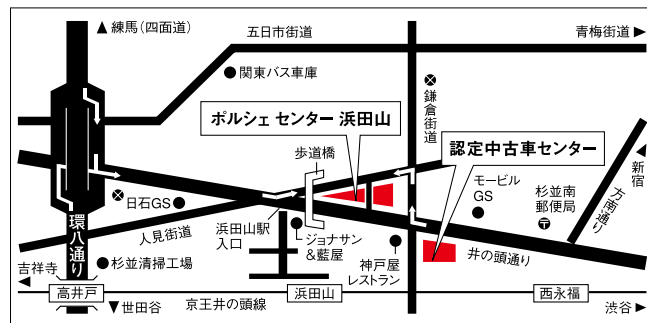 練馬(四面道)
五日市街道
青梅街道
関東バス車庫
鎌倉街道
ポルシェ センター 浜田山
認定中古車センター
歩道橋
新宿
方南通り
モービル
GS
杉並南
郵便局
日石GS
環八通り
人見街道
浜田山駅
入口
ジョナサン
&藍屋
神戸屋
レストラン
井の頭通り
吉祥寺
杉並清掃工場
高井戸
世田谷
京王井の頭線
浜田山
西永福
渋谷